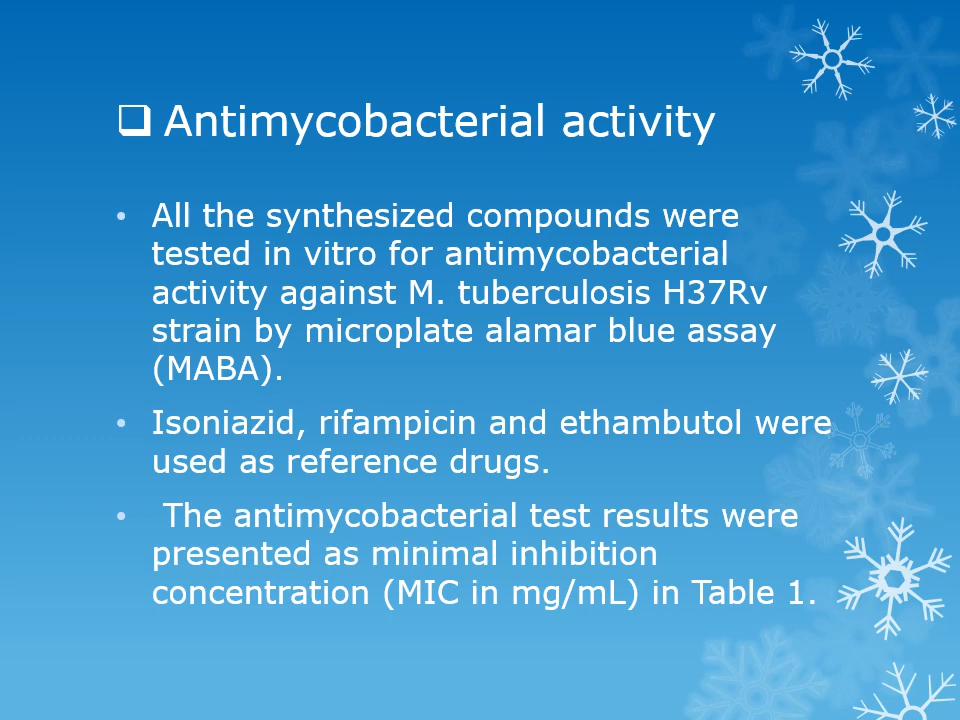 ❑ Antimycobacterial activity
• All the synthesized compounds were
tested in vitro for antimycobacterial
activity against M. tuberculosis H37Rv
strain by microplate alamar blue assay
(MABA).
• Isoniazid, rifampicin and ethambutol were
used as reference drugs.
• The antimycobacterial test results were
presented as minimal inhibition
concentration (MIC in mg/mL) in Table 1.